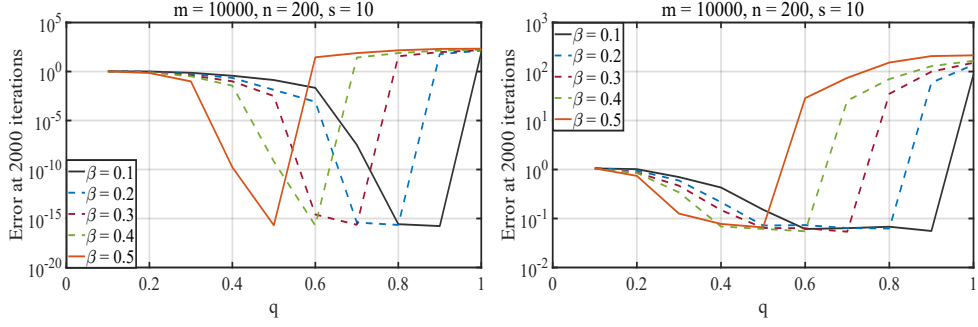 m = 10000, n = 200, s = 10
Error at 2000 iterations
10^5
10^0
10^-5
10^-10
10^-15
10^-20
β = 0.1
β = 0.2
β = 0.3
β = 0.4
β = 0.5
0 0.2 0.4 0.6 0.8 1
q
m = 10000, n = 200, s = 10
Error at 2000 iterations
10^3
10^2
10^1
10^0
10^-1
10^-2
β = 0.1
β = 0.2
β = 0.3
β = 0.4
β = 0.5
0 0.2 0.4 0.6 0.8 1
q